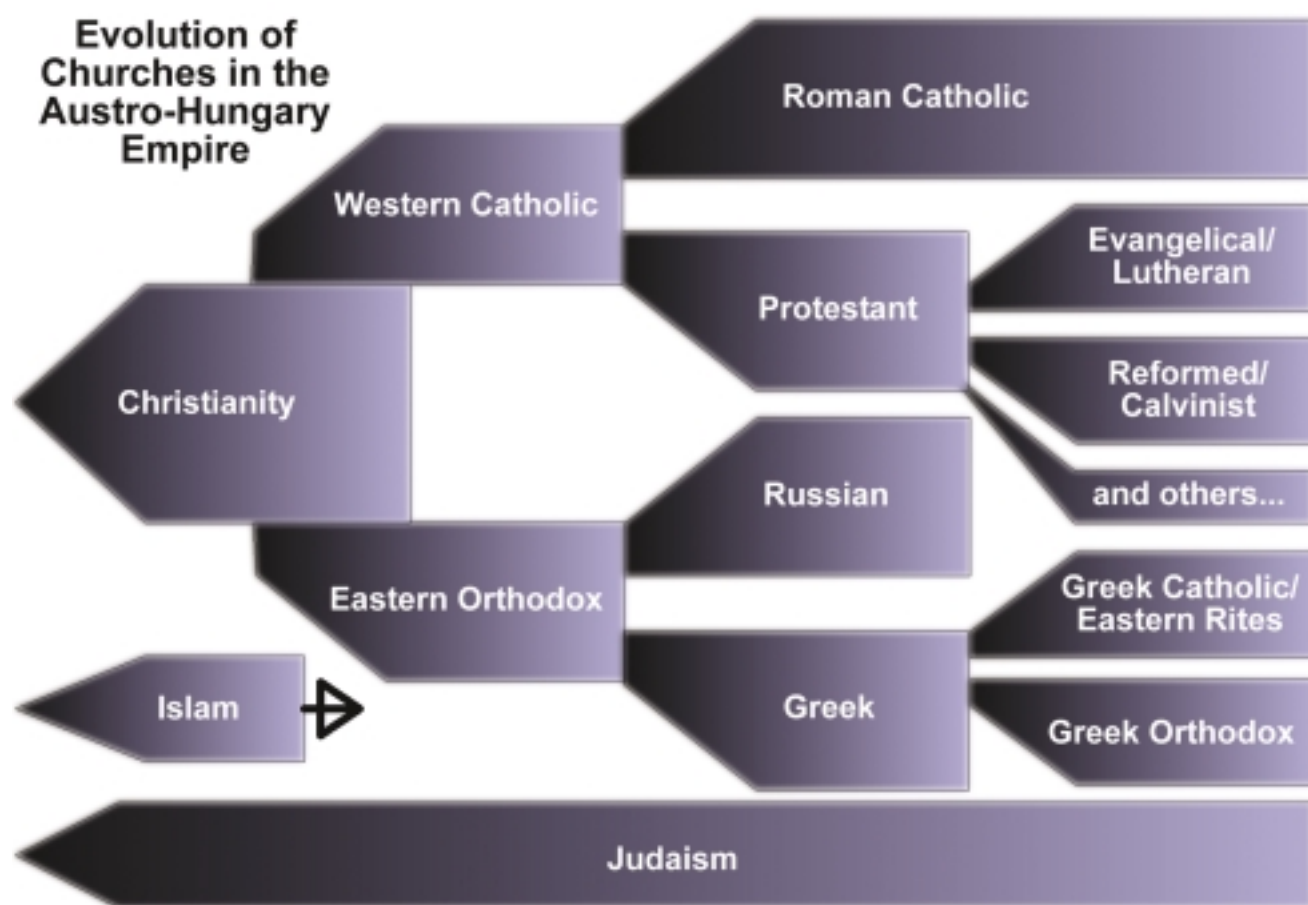 Evolution of
Churches in the
Austro-Hungary
Empire
Roman Catholic
Western Catholic
Evangelical/
Lutheran
Protestant
Reformed/
Calvinist
Christianity
and others...
Russian
Eastern Orthodox
Greek Catholic/
Eastern Rites
Islam
Greek
Greek Orthodox
Judaism